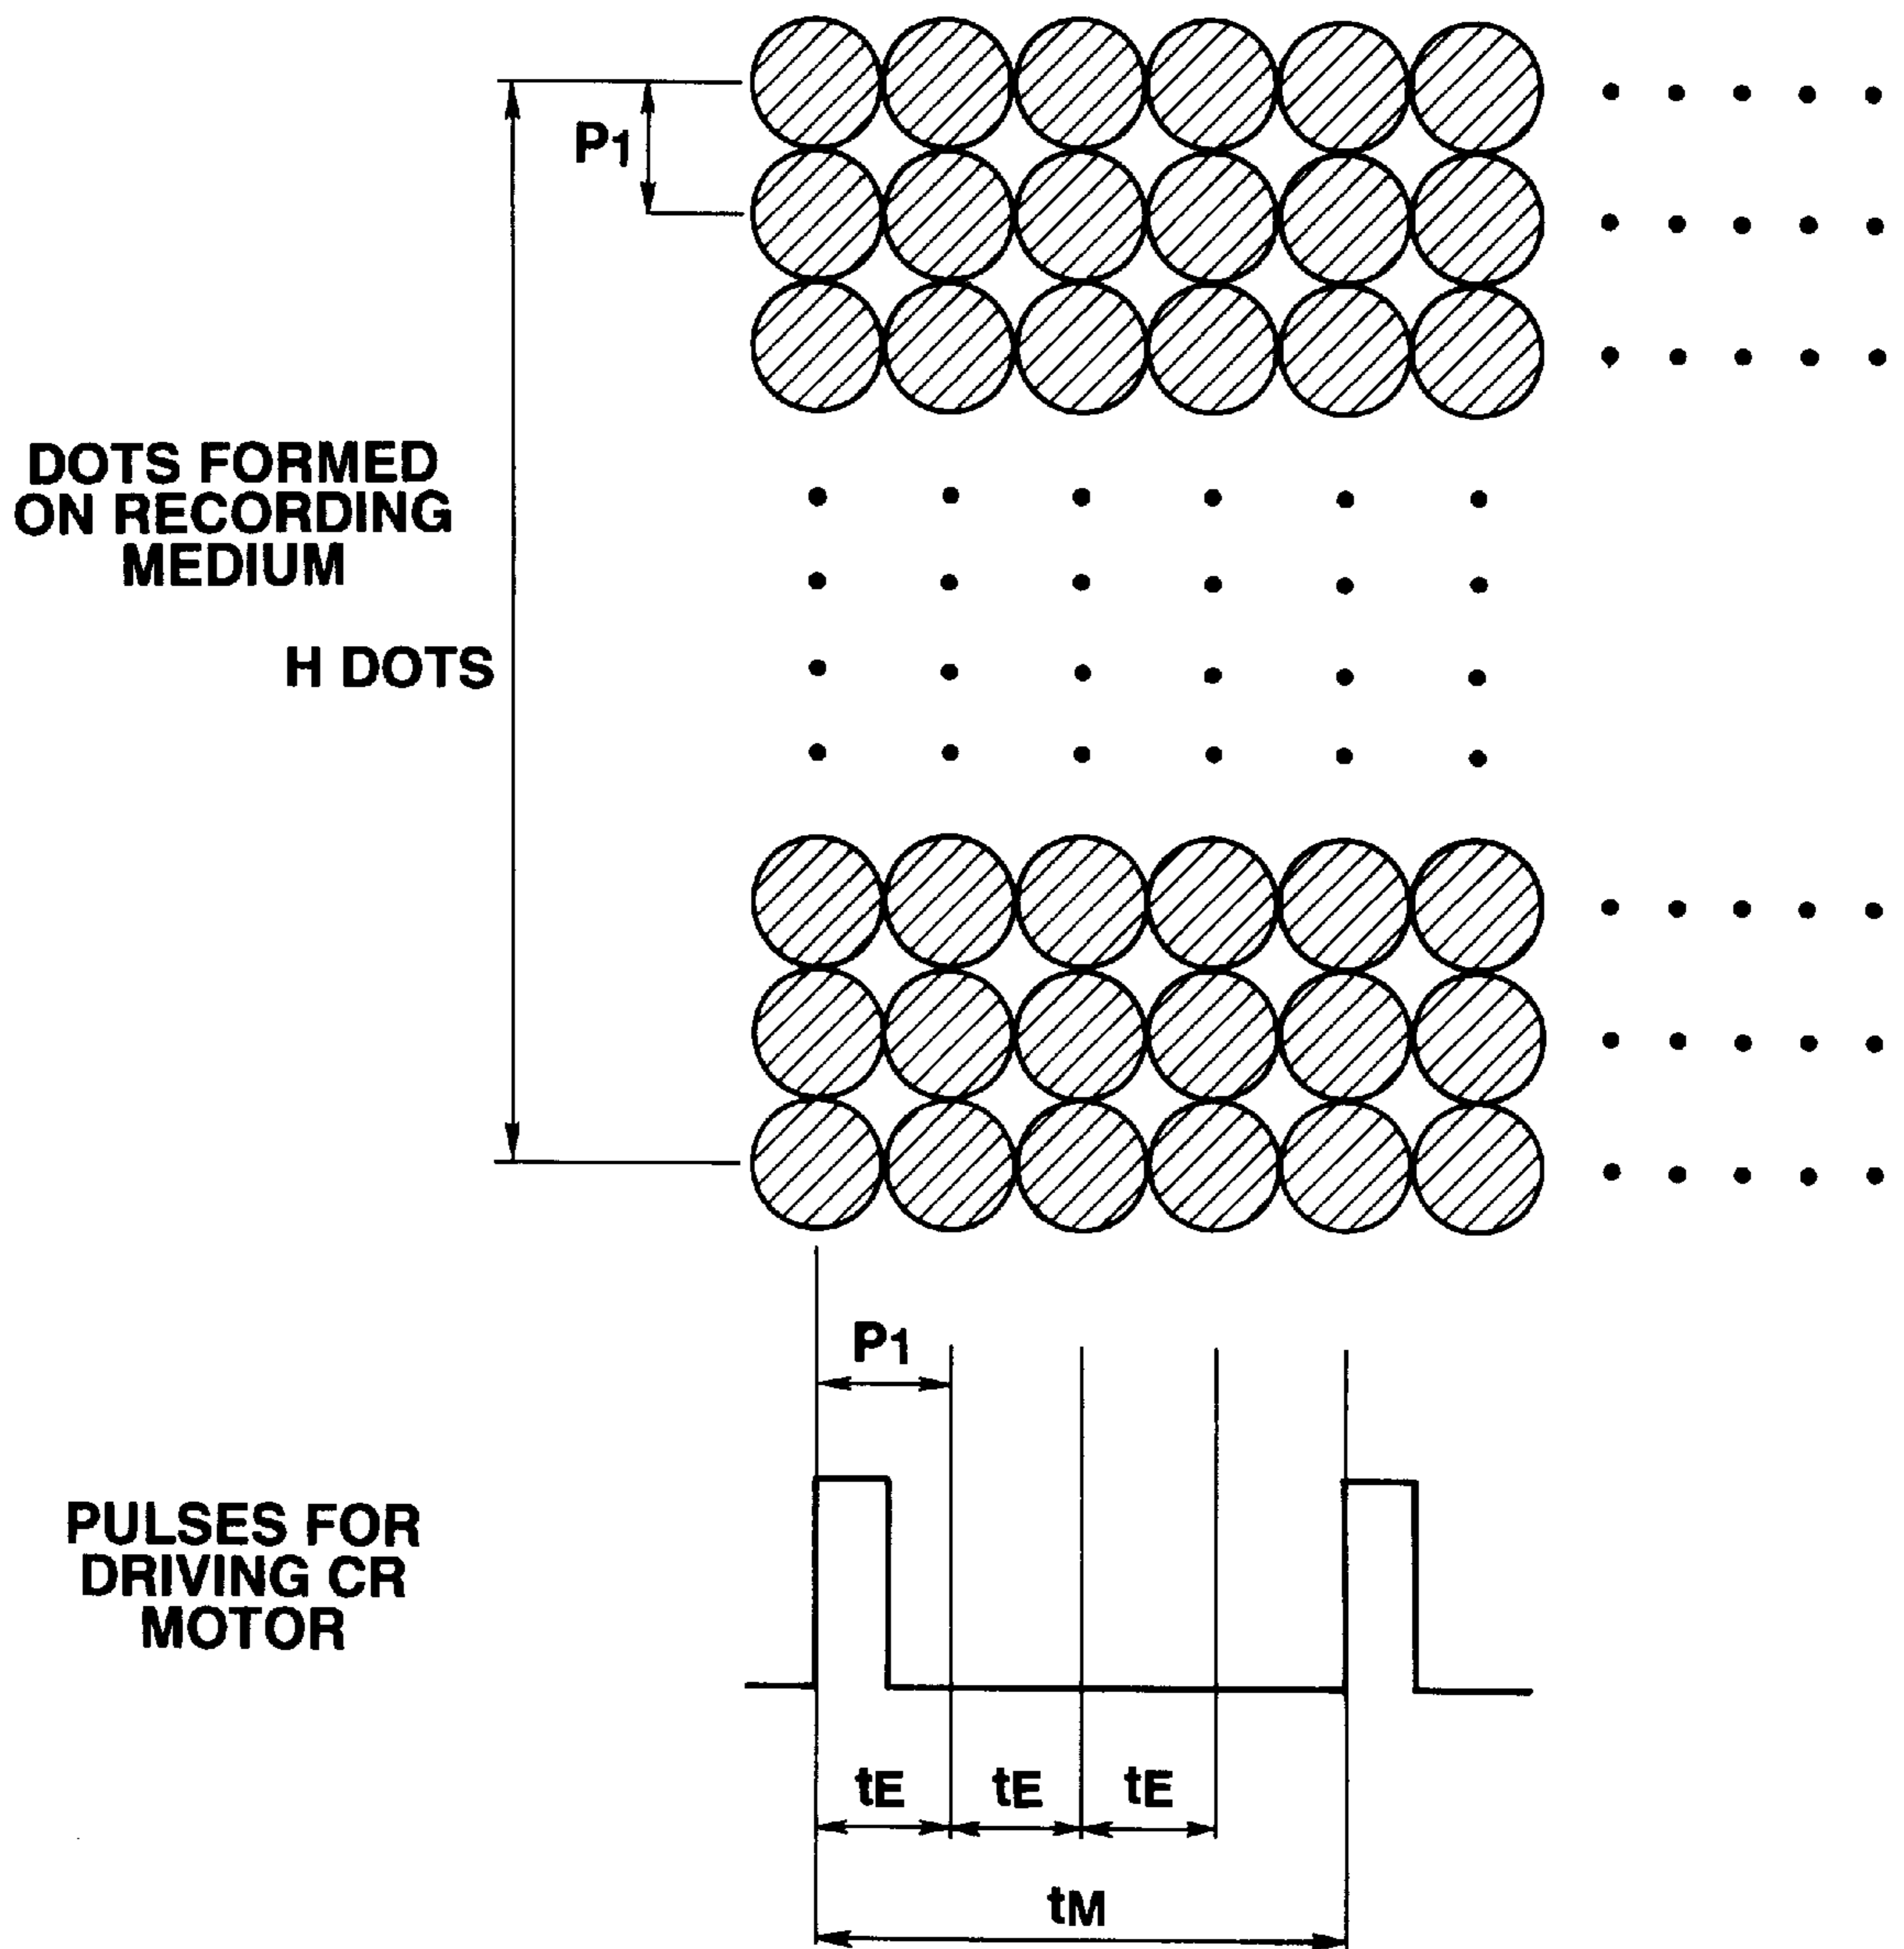 P1
DOTS FORMED
ON RECORDING
MEDIUM
H DOTS
P1
PULSES FOR
DRIVING CR
MOTOR
tE tE tE
tM